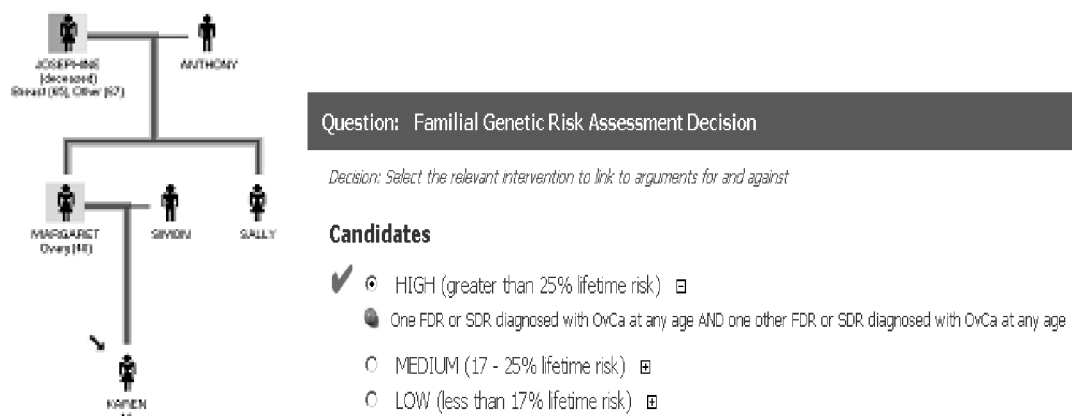 JOSEPHINE
(deceased)
Breast (65), Other (67)
ANTHONY
MARGARET
SIMON
SALLY
KAREN
Question: Familial Genetic Risk Assessment Decision
Decision: Select the relevant intervention to link to arguments for and against
Candidates
HIGH (greater than 25% lifetime risk)
One FDR or SDR diagnosed with OvCa at any age AND one other FDR or SDR diagnosed with OvCa at any age
MEDIUM (17 - 25% lifetime risk)
LOW (less than 17% lifetime risk)